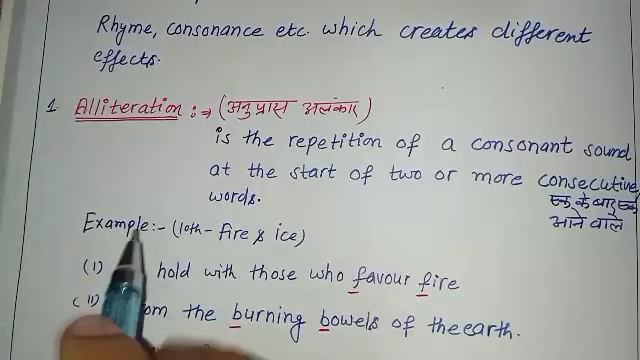 Rhyme, consonance etc. which creates different
effects.
1. Alliteration :→ (अनुप्रास अलंकार)
is the repetition of a consonant sound
at the start of two or more consecutive
words.
एक के बाद एक
आने वाले
Example:- (10th - Fire & ice)
(i) hold with those who favour fire
(ii) om the burning bowels of the earth.